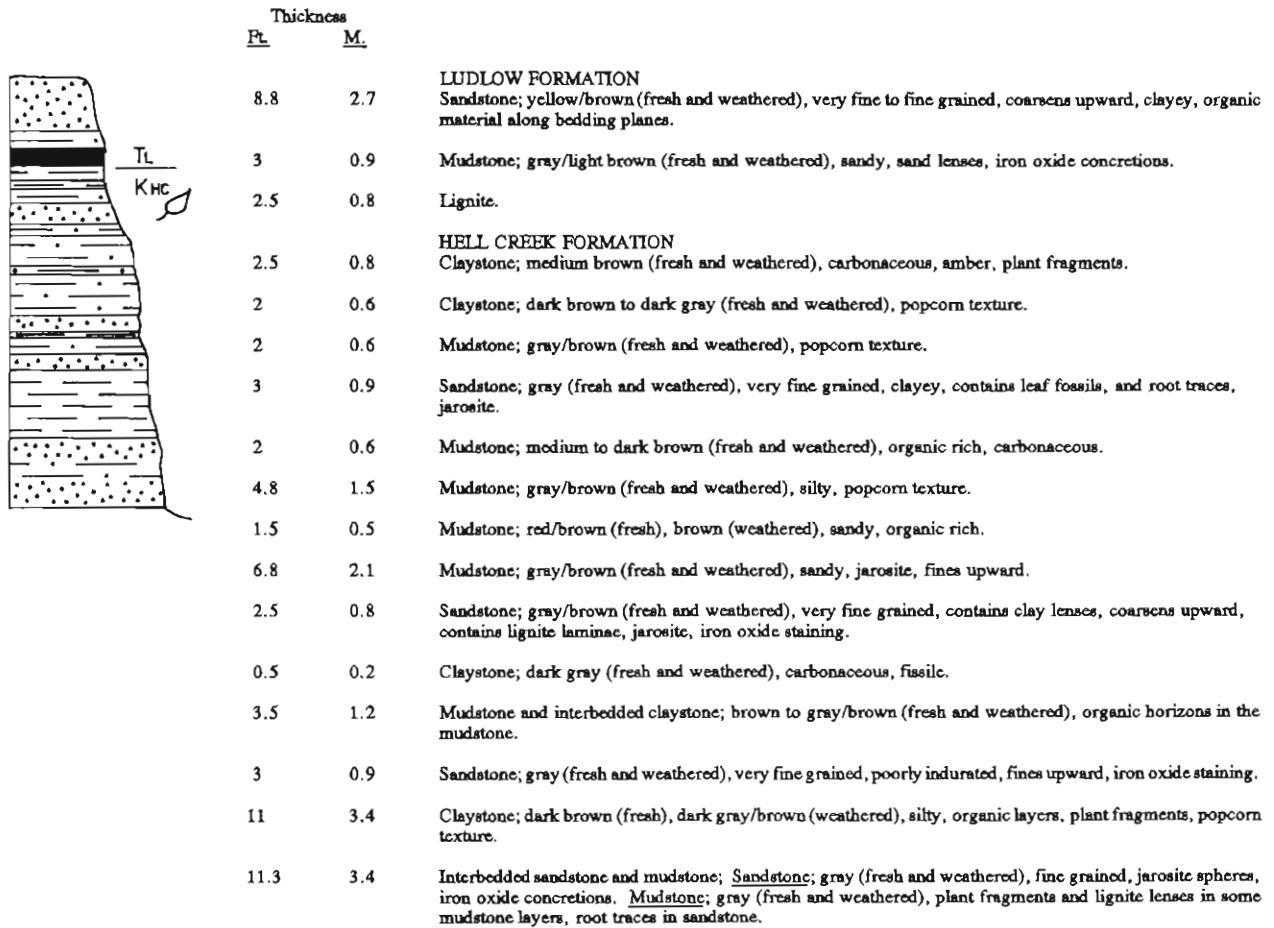 Thickness
Ft. M.
LUDLOW FORMATION
8.8 2.7 Sandstone; yellow/brown (fresh and weathered), very fine to fine grained, coarsens upward, clayey, organic
material along bedding planes.
TL
3 0.9 Mudstone; gray/light brown (fresh and weathered), sandy, sand lenses, iron oxide concretions.
KHC
2.5 0.8 Lignite.
HELL CREEK FORMATION
2.5 0.8 Claystone; medium brown (fresh and weathered), carbonaceous, amber, plant fragments.
2 0.6 Claystone; dark brown to dark gray (fresh and weathered), popcorn texture.
2 0.6 Mudstone; gray/brown (fresh and weathered), popcorn texture.
3 0.9 Sandstone; gray (fresh and weathered), very fine grained, clayey, contains leaf fossils, and root traces,
jarosite.
2 0.6 Mudstone; medium to dark brown (fresh and weathered), organic rich, carbonaceous.
4.8 1.5 Mudstone; gray/brown (fresh and weathered), silty, popcorn texture.
1.5 0.5 Mudstone; red/brown (fresh), brown (weathered), sandy, organic rich.
6.8 2.1 Mudstone; gray/brown (fresh and weathered), sandy, jarosite, fines upward.
2.5 0.8 Sandstone; gray/brown (fresh and weathered), very fine grained, contains clay lenses, coarsens upward,
contains lignite laminae, jarosite, iron oxide staining.
0.5 0.2 Claystone; dark gray (fresh and weathered), carbonaceous, fissile.
3.5 1.2 Mudstone and interbedded claystone; brown to gray/brown (fresh and weathered), organic horizons in the
mudstone.
3 0.9 Sandstone; gray (fresh and weathered), very fine grained, poorly indurated, fines upward, iron oxide staining.
11 3.4 Claystone; dark brown (fresh), dark gray/brown (weathered), silty, organic layers, plant fragments, popcorn
texture.
11.3 3.4 Interbedded sandstone and mudstone; Sandstone; gray (fresh and weathered), fine grained, jarosite spheres,
iron oxide concretions. Mudstone; gray (fresh and weathered), plant fragments and lignite lenses in some
mudstone layers, root traces in sandstone.